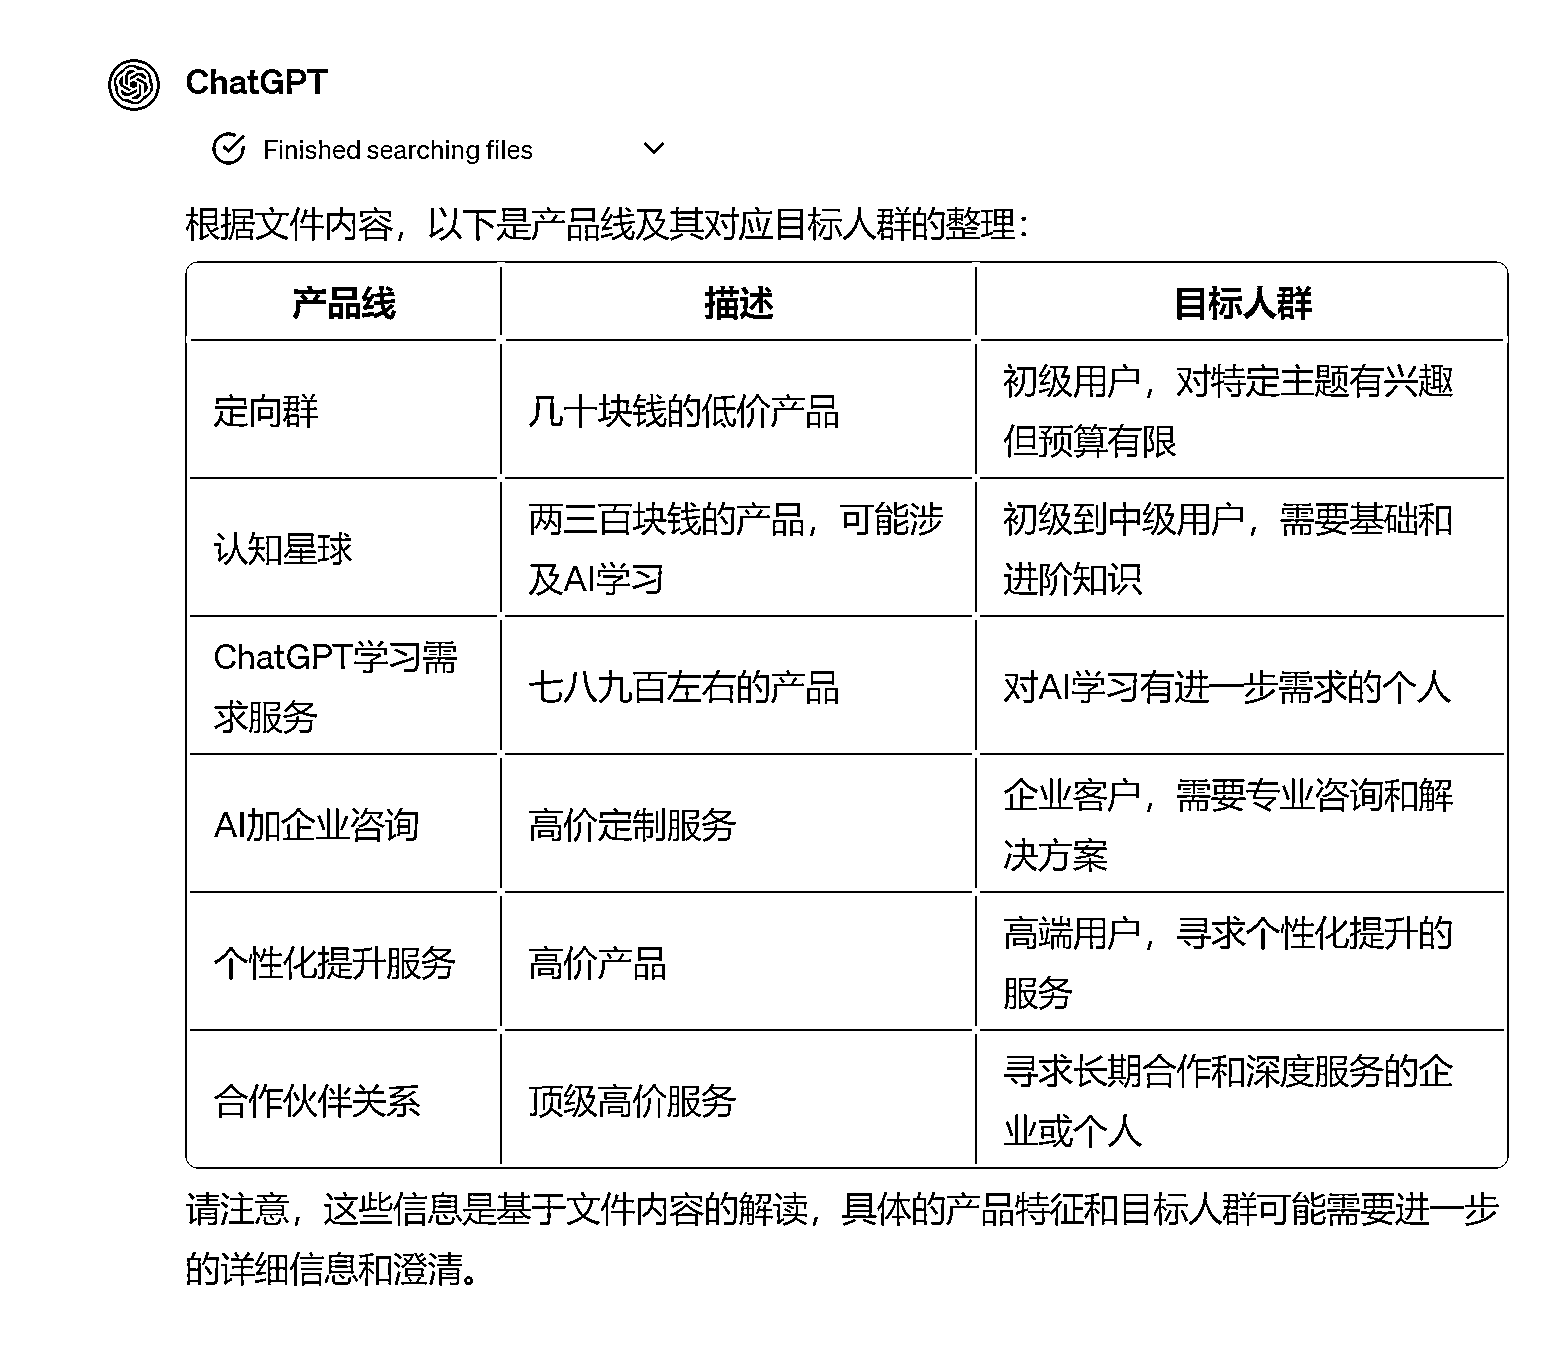 ChatGPT
Finished searching files
根据文件内容，以下是产品线及其对应目标人群的整理：
产品线 描述 目标人群
定向群 几十块钱的低价产品 初级用户，对特定主题有兴趣
但预算有限
认知星球 两三百块钱的产品，可能涉
及AI学习 初级到中级用户，需要基础和
进阶知识
ChatGPT学习需
求服务 七八九百左右的产品 对AI学习有进一步需求的个人
AI加企业咨询 高价定制服务 企业客户，需要专业咨询和解
决方案
个性化提升服务 高价产品 高端用户，寻求个性化提升的
服务
合作伙伴关系 顶级高价服务 寻求长期合作和深度服务的企
业或个人
请注意，这些信息是基于文件内容的解读，具体的产品特征和目标人群可能需要进一步
的详细信息和澄清。